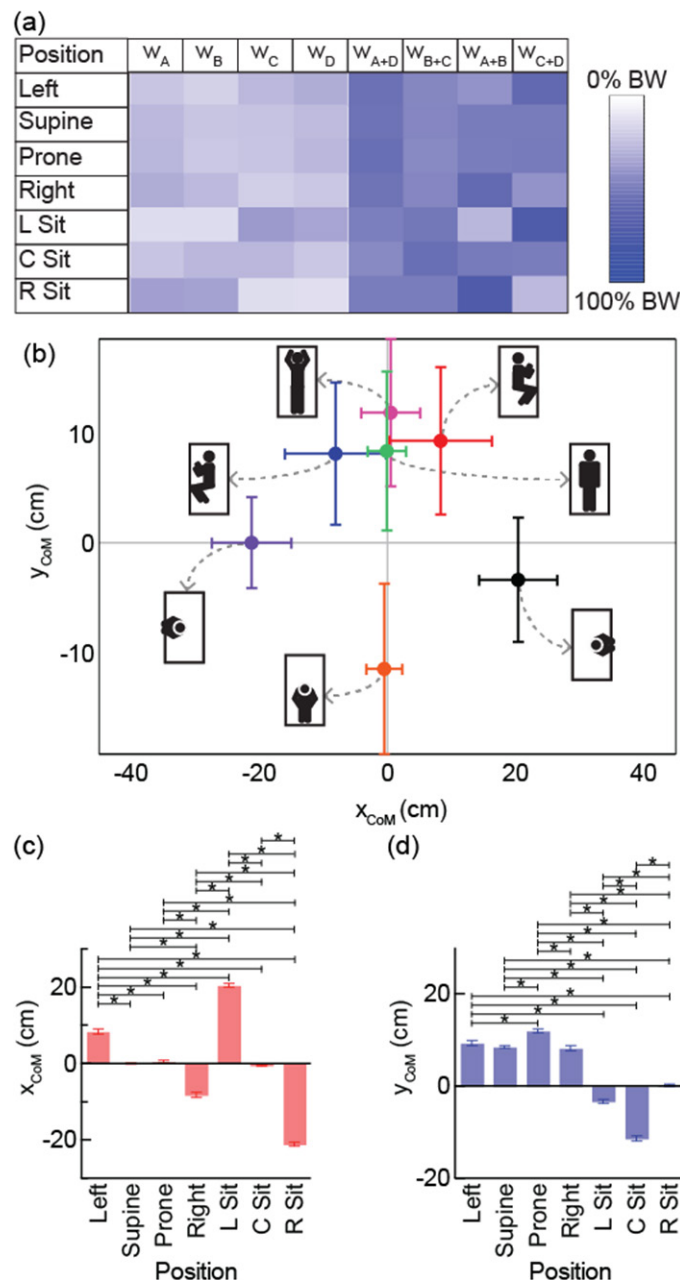 (a)
Position W_A W_B W_C W_D W_A+D W_B+C W_A+B W_C+D
0% BW
Left
Supine
Prone
Right
L Sit
C Sit
R Sit
100% BW
(b)
y_CoM (cm)
10
0
-10
-40 -20 0 20 40
x_CoM (cm)
(c)
* * * * * * * * * * * * * * * * * *
x_CoM (cm)
20
0
-20
Left Supine Prone Right L Sit C Sit R Sit
Position
(d)
* * * * * * * * * * * * * * * * *
y_CoM (cm)
20
0
-20
Left Supine Prone Right L Sit C Sit R Sit
Position